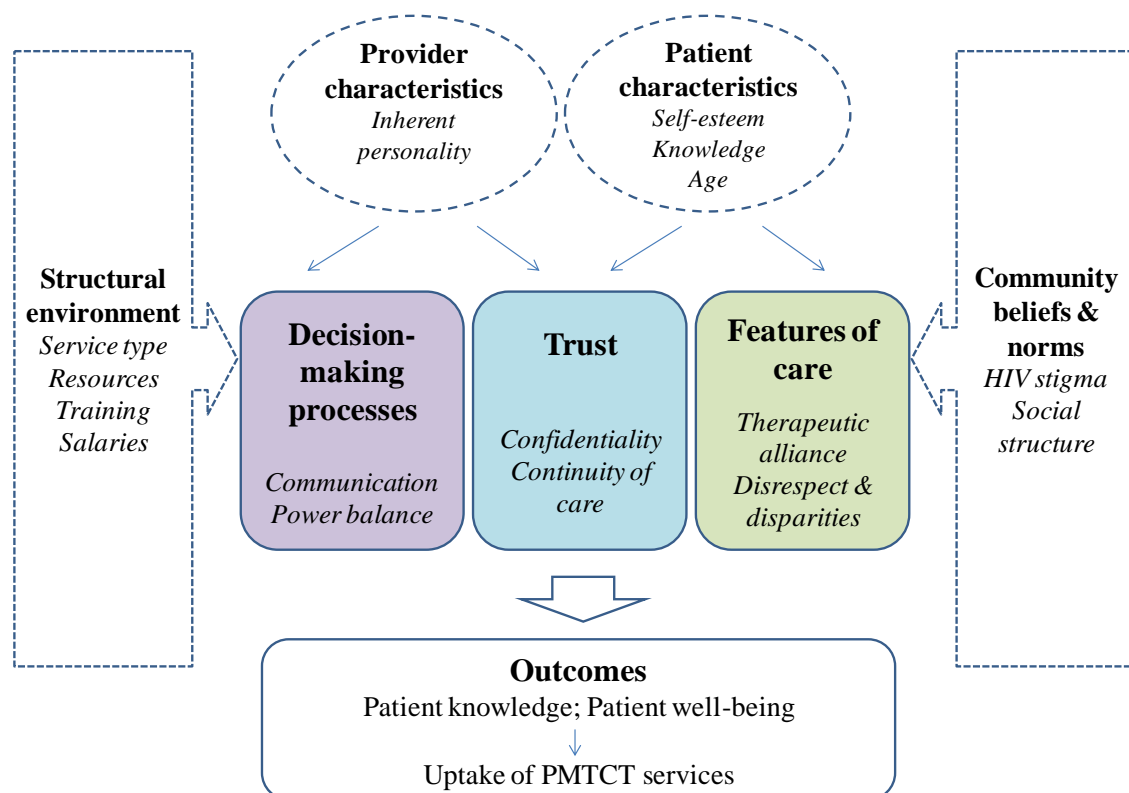 Provider
characteristics
Inherent
personality
Patient
characteristics
Self-esteem
Knowledge
Age
Structural
environment
Service type
Resources
Training
Salaries
Decision-
making
processes
Communication
Power balance
Trust
Confidentiality
Continuity of
care
Features of
care
Therapeutic
alliance
Disrespect &
disparities
Community
beliefs &
norms
HIV stigma
Social
structure
Outcomes
Patient knowledge; Patient well-being
Uptake of PMTCT services